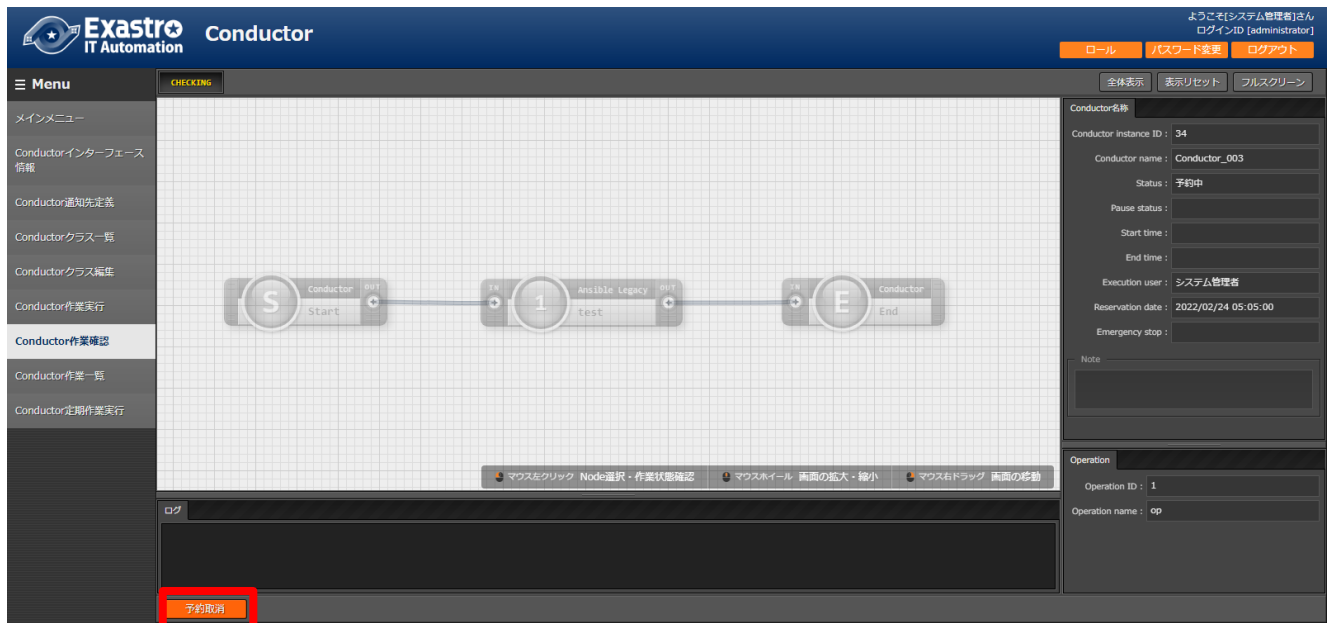 Exastro
IT Automation
Conductor
ようこそ[システム管理者]さん
ログインID [administrator]
ロール
パスワード変更
ログアウト
Menu
CHECKING
全体表示
表示リセット
フルスクリーン
メインメニュー
Conductorインターフェース
情報
Conductor通知先定義
Conductorクラス一覧
Conductorクラス編集
Conductor作業実行
Conductor作業確認
Conductor作業一覧
Conductor定期作業実行
S
Conductor
Start
OUT
IN
1
Ansible Legacy
test
OUT
IN
E
Conductor
End
マウス左クリック Node選択・作業状態確認
マウスホイール 画面の拡大・縮小
マウス右ドラッグ 画面の移動
ログ
予約取消
Conductor名称
Conductor instance ID : 34
Conductor name : Conductor_003
Status : 予約中
Pause status :
Start time :
End time :
Execution user : システム管理者
Reservation date : 2022/02/24 05:05:00
Emergency stop :
Note
Operation
Operation ID : 1
Operation name : op